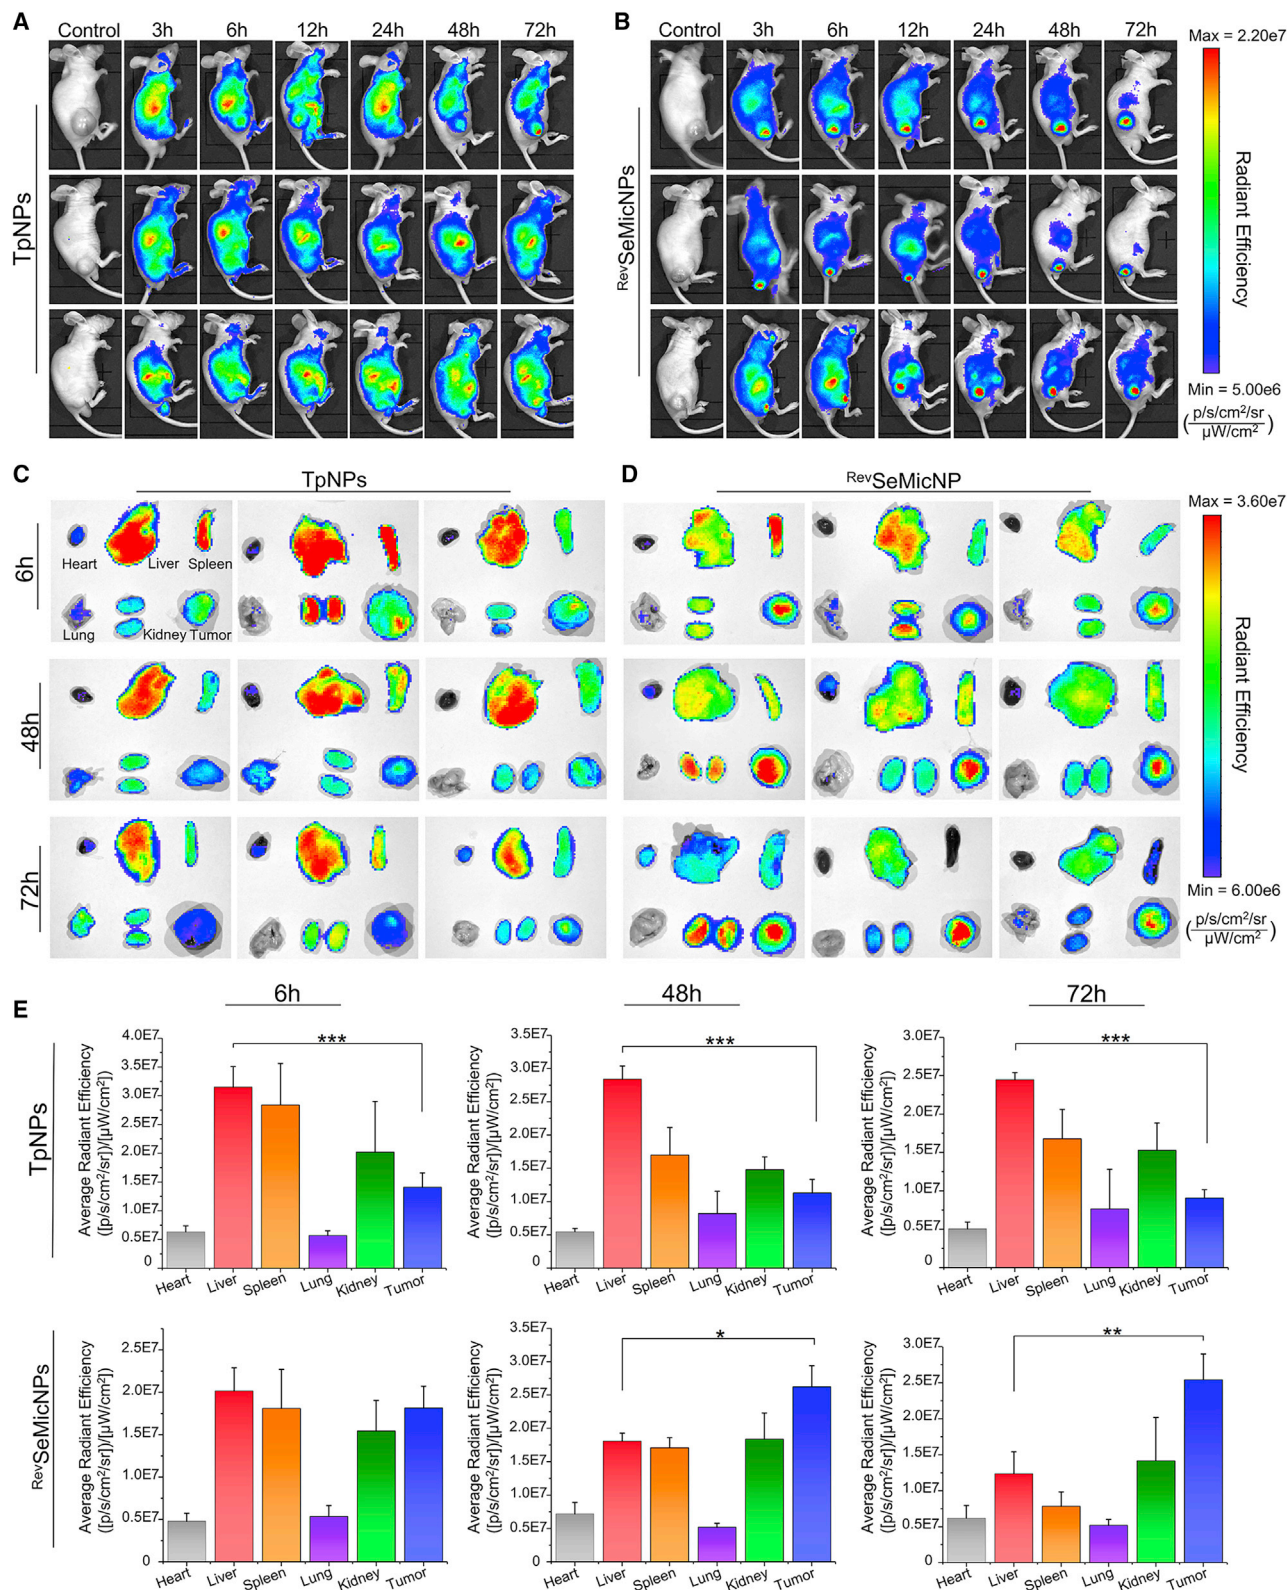 A
Control 3h 6h 12h 24h 48h 72h
TpNPs
B
Control 3h 6h 12h 24h 48h 72h
RevSeMicNPs
Max = 2.20e7
Radiant Efficiency
Min = 5.00e6
(p/s/cm²/sr
µW/cm²)
C
TpNPs
6h
Heart Liver Spleen
Lung Kidney Tumor
48h
72h
D
RevSeMicNP
Max = 3.60e7
Radiant Efficiency
Min = 6.00e6
(p/s/cm²/sr
µW/cm²)
E
6h 48h 72h
TpNPs
Average Radiant Efficiency
([p/s/cm²/sr])/[µW/cm²])
4.0E7
3.5E7
3.0E7
2.5E7
2.0E7
1.5E7
1.0E7
0.5E7
0
***
Heart Liver Spleen Lung Kidney Tumor
Average Radiant Efficiency
([p/s/cm²/sr])/[µW/cm²])
3.5E7
3.0E7
2.5E7
2.0E7
1.5E7
1.0E7
0.5E7
0
***
Heart Liver Spleen Lung Kidney Tumor
Average Radiant Efficiency
([p/s/cm²/sr])/[µW/cm²])
3.0E7
2.5E7
2.0E7
1.5E7
1.0E7
0.5E7
0
***
Heart Liver Spleen Lung Kidney Tumor
RevSeMicNPs
Average Radiant Efficiency
([p/s/cm²/sr])/[µW/cm²])
2.5E7
2.0E7
1.5E7
1.0E7
0.5E7
0
Heart Liver Spleen Lung Kidney Tumor
Average Radiant Efficiency
([p/s/cm²/sr])/[µW/cm²])
3.5E7
3.0E7
2.5E7
2.0E7
1.5E7
1.0E7
0.5E7
0
*
Heart Liver Spleen Lung Kidney Tumor
Average Radiant Efficiency
([p/s/cm²/sr])/[µW/cm²])
3.0E7
2.5E7
2.0E7
1.5E7
1.0E7
0.5E7
0
**
Heart Liver Spleen Lung Kidney Tumor